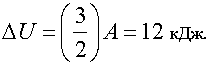 ΔU = (3/2) A = 12 кДж.